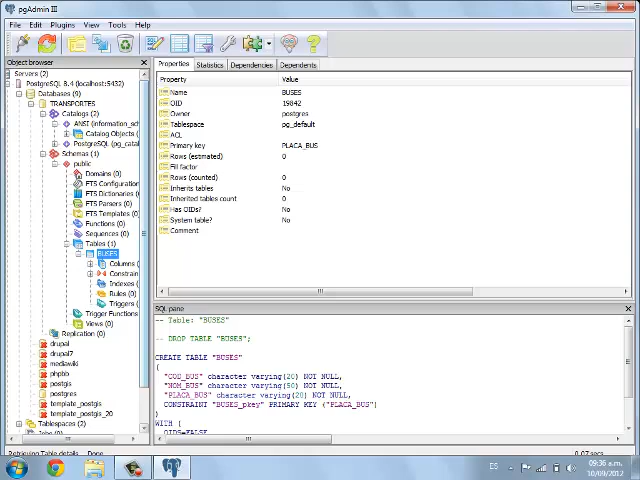 pgAdmin III
File Edit Plugins View Tools Help
Object browser
Servers (2)
PostgreSQL 8.4 (localhost:5432)
Databases (9)
TRANSPORTES
Catalogs (2)
ANSI (information_sc
Catalog Objects (
PostgreSQL (pg_catal
Schemas (1)
public
Domains (0)
FTS Configuration
FTS Dictionaries (
FTS Parsers (0)
FTS Templates (0)
Functions (0)
Sequences (0)
Tables (1)
BUSES
Columns (
Constrain
Indexes (
Rules (0)
Triggers (
Trigger Functions
Views (0)
Replication (0)
drupal
drupal7
mediawiki
phpbb
postgis
postgres
template_postgis
template_postgis_20
Tablespaces (2)
Jobs (0)
Properties Statistics Dependencies Dependents
Property Value
Name BUSES
OID 19842
Owner postgres
Tablespace pg_default
ACL
Primary key PLACA_BUS
Rows (estimated) 0
Fill factor
Rows (counted) 0
Inherits tables No
Inherited tables count 0
Has OIDs? No
System table? No
Comment
SQL pane
-- Table: "BUSES"
-- DROP TABLE "BUSES";
CREATE TABLE "BUSES"
(
"COD_BUS" character varying(20) NOT NULL,
"NOM_BUS" character varying(50) NOT NULL,
"PLACA_BUS" character varying(20) NOT NULL,
CONSTRAINT "BUSES_pkey" PRIMARY KEY ("PLACA_BUS")
)
WITH (
OIDS=FALSE
Retrieving Table details... Done.
0.07 secs
ES
09:36 a.m.
10/09/2012